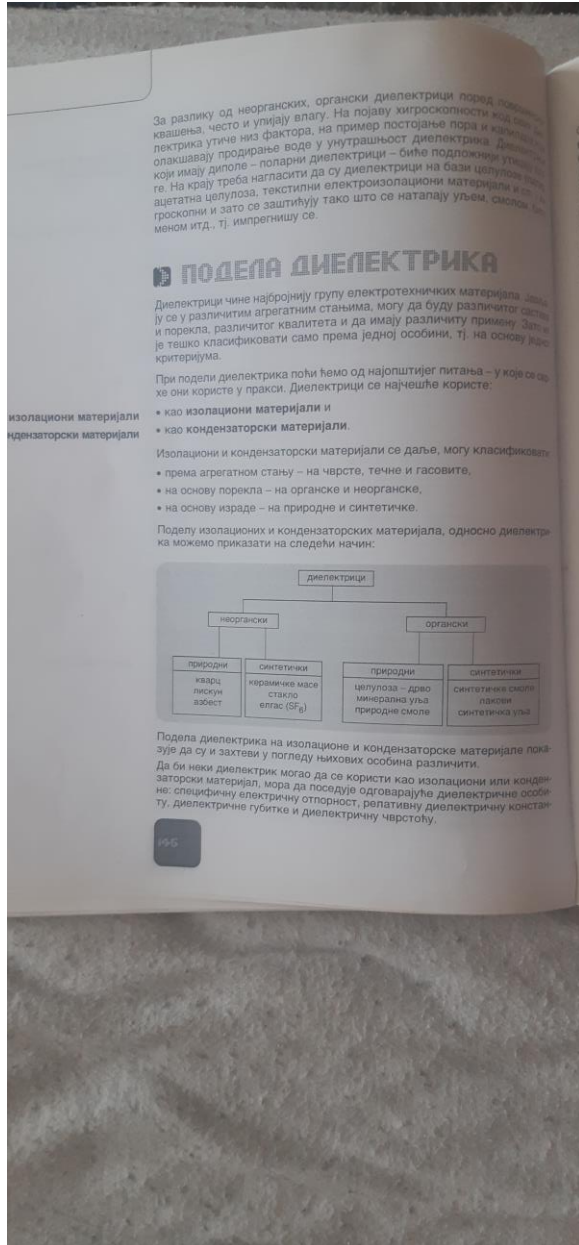 За разлику од неорганских, органски диелектрици поред
квашења, често и упијају влагу. На појаву хигроскопности код
лектрика утиче низ фактора, на пример постојање пора и
олакшавају продирање воде у унутрашњост диелектрика.
који имају диполе – поларни диелектрици – биће подложнији
ге. На крају треба нагласити да су диелектрици на бази целулозе
ацетатна целулоза, текстилни електроизолациони материјали и
гроскопни и зато се заштићују тако што се натапају уљем, смолом,
меном итд., тј. импрегнишу се.
ПОДЕЛА ДИЕЛЕКТРИКА
Диелектрици чине најбројнију групу електротехничких материјала.
ју се у различитим агрегатним стањима, могу да буду различитог
и порекла, различитог квалитета и да имају различиту примену. Зато
је тешко класификовати само према једној особини, тј. на основу једног
критеријума.
При подели диелектрика поћи ћемо од најопштијег питања – у које се
хе они користе у пракси. Диелектрици се најчешће користе:
изолациони материјали
• као изолациони материјали и
ндензаторски материјали
• као кондензаторски материјали.
Изолациони и кондензаторски материјали се даље, могу класификовати
• према агрегатном стању – на чврсте, течне и гасовите,
• на основу порекла – на органске и неорганске,
• на основу израде – на природне и синтетичке.
Поделу изолационих и кондензаторских материјала, односно диелектри-
ка можемо приказати на следећи начин:
диелектрици
неоргански
органски
природни
кварц
лискун
азбест
синтетички
керамичке масе
стакло
елгас (SF₆)
природни
целулоза – дрво
минерална уља
природне смоле
синтетички
синтетичке смоле
лакови
синтетичка уља
Подела диелектрика на изолационе и кондензаторске материјале пока-
зује да су и захтеви у погледу њихових особина различити.
Да би неки диелектрик могао да се користи као изолациони или конден-
заторски материјал, мора да поседује одговарајуће диелектричне особи-
не: специфичну електричну отпорност, релативну диелектричну констан-
ту, диелектричне губитке и диелектричну чврстоћу.